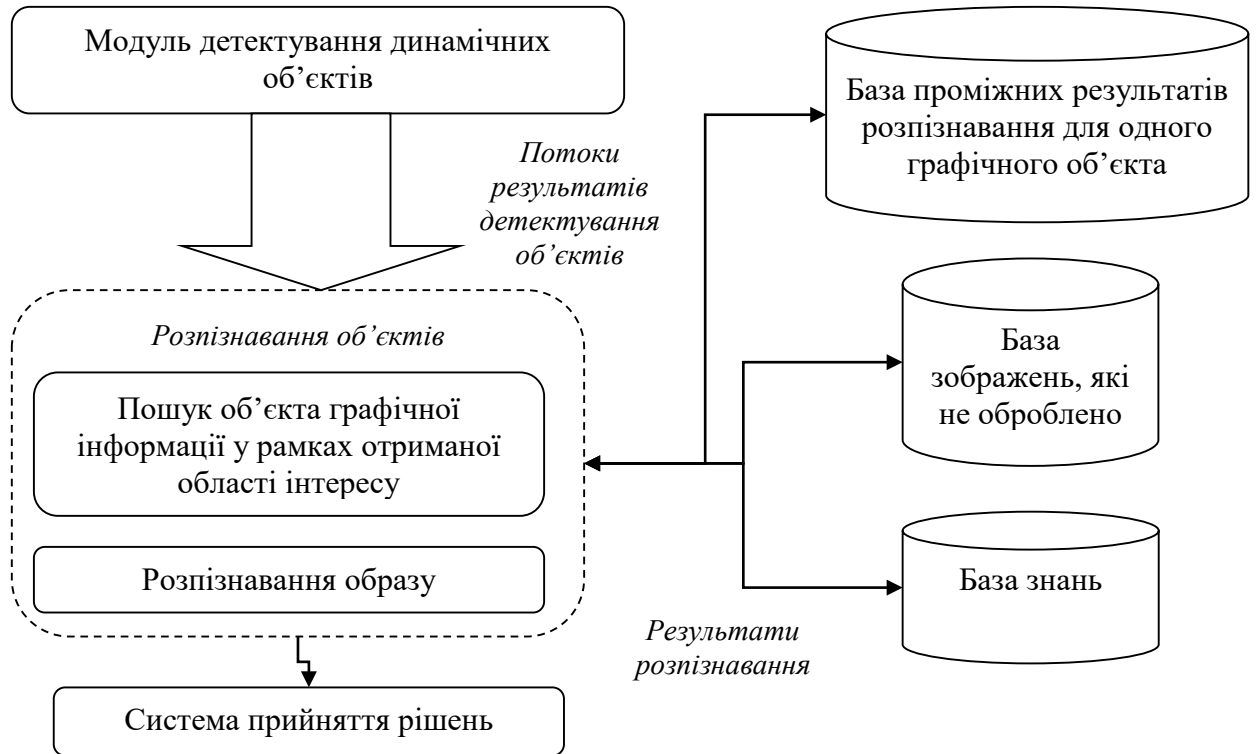 Модуль детектування динамічних
об’єктів
База проміжних результатів
розпізнавання для одного
графічного об’єкта
Потоки
результатів
детектування
об’єктів
Розпізнавання об’єктів
Пошук об’єкта графічної
інформації у рамках отриманої
області інтересу
Розпізнавання образу
База
зображень, які
не оброблено
База знань
Результати
розпізнавання
Система прийняття рішень